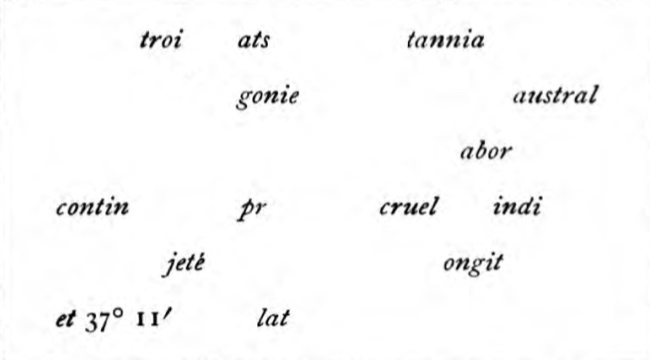 troi ats tannia
gonie austral
abor
contin pr cruel indi
jeté ongit
et 37° 11′ lat